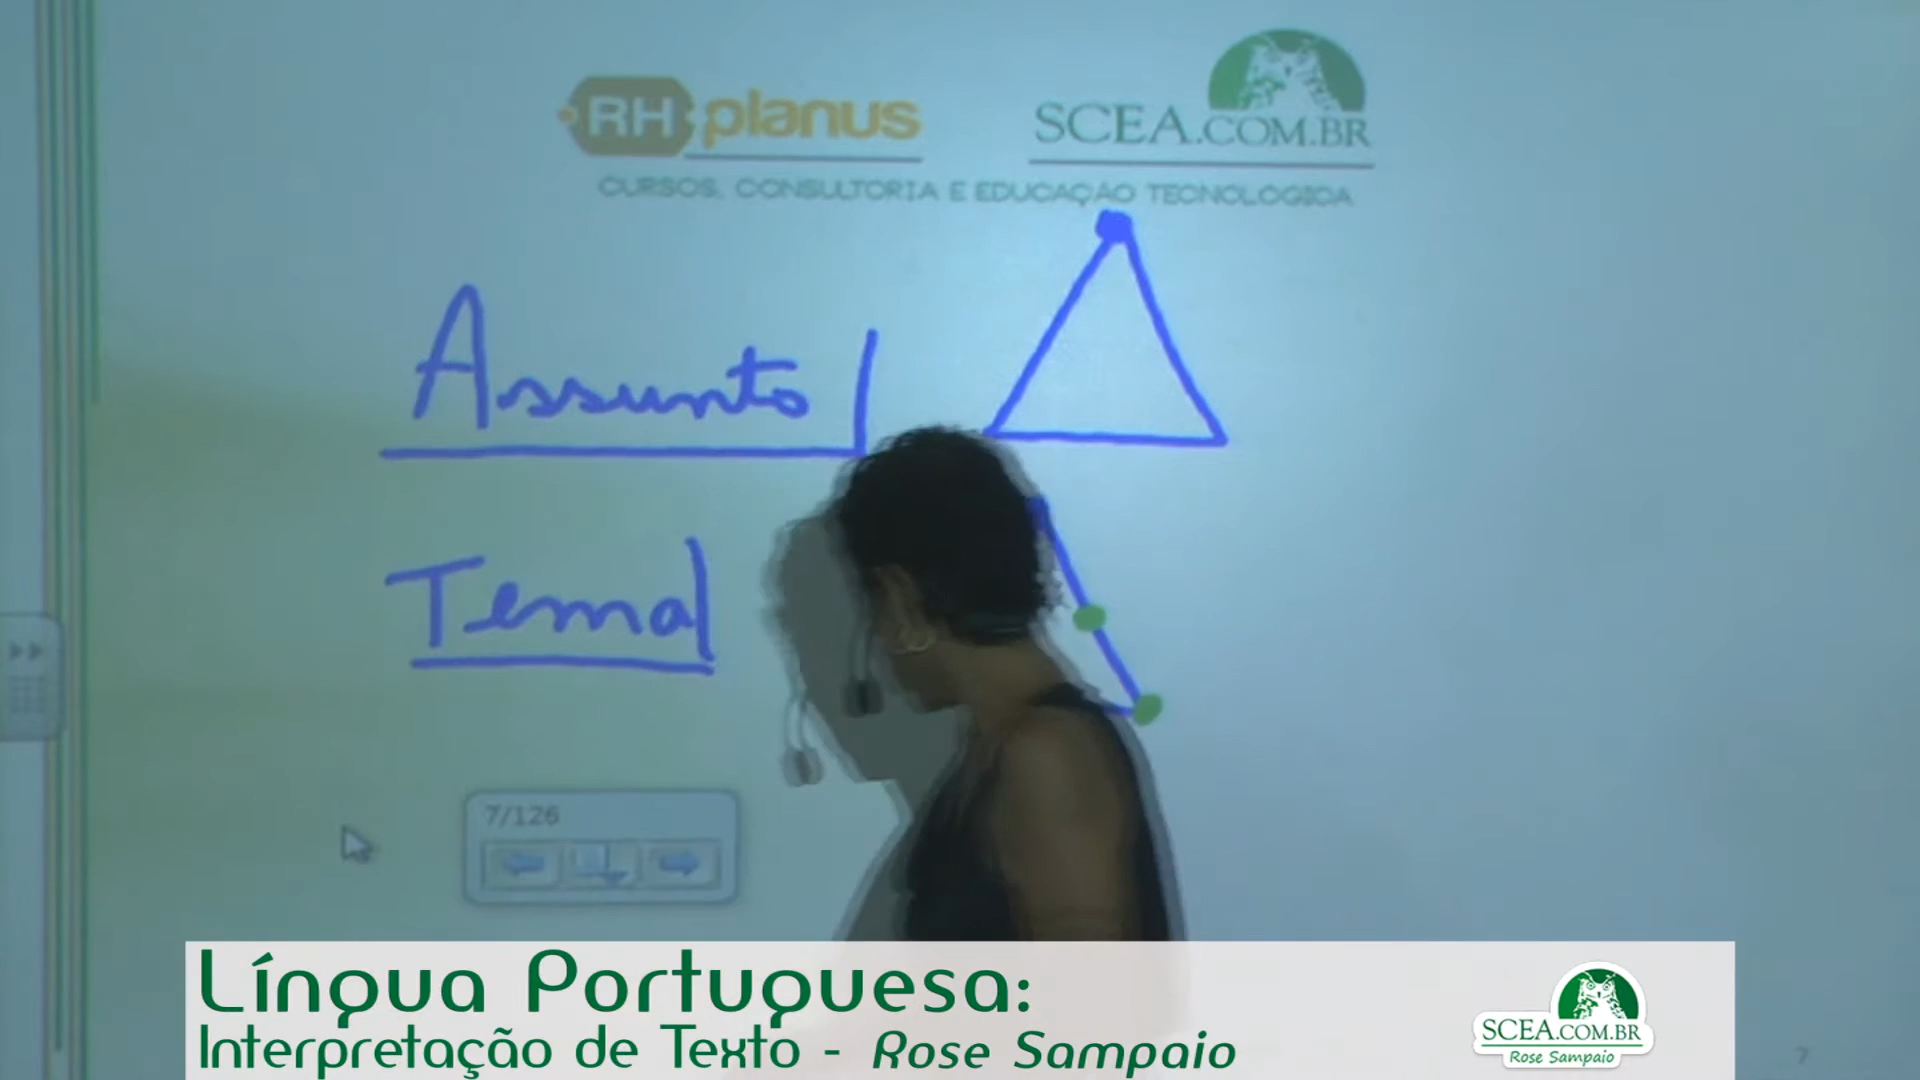 RH planus
SCEA.COM.BR
CURSOS, CONSULTORIA E EDUCAÇÃO TECNOLÓGICA
Assunto
Tema
7/126
Língua Portuguesa:
Interpretação de Texto - Rose Sampaio
SCEA.COM.BR
Rose Sampaio
7